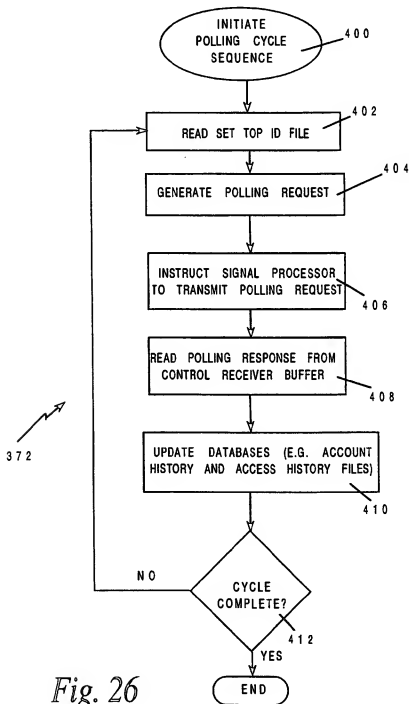 INITIATE
POLLING CYCLE
SEQUENCE
400
402
READ SET TOP ID FILE
404
GENERATE POLLING REQUEST
INSTRUCT SIGNAL PROCESSOR
TO TRANSMIT POLLING REQUEST
406
READ POLLING RESPONSE FROM
CONTROL RECEIVER BUFFER
408
372
UPDATE DATABASES (E.G. ACCOUNT
HISTORY AND ACCESS HISTORY FILES)
410
NO
CYCLE
COMPLETE?
412
YES
Fig. 26
END